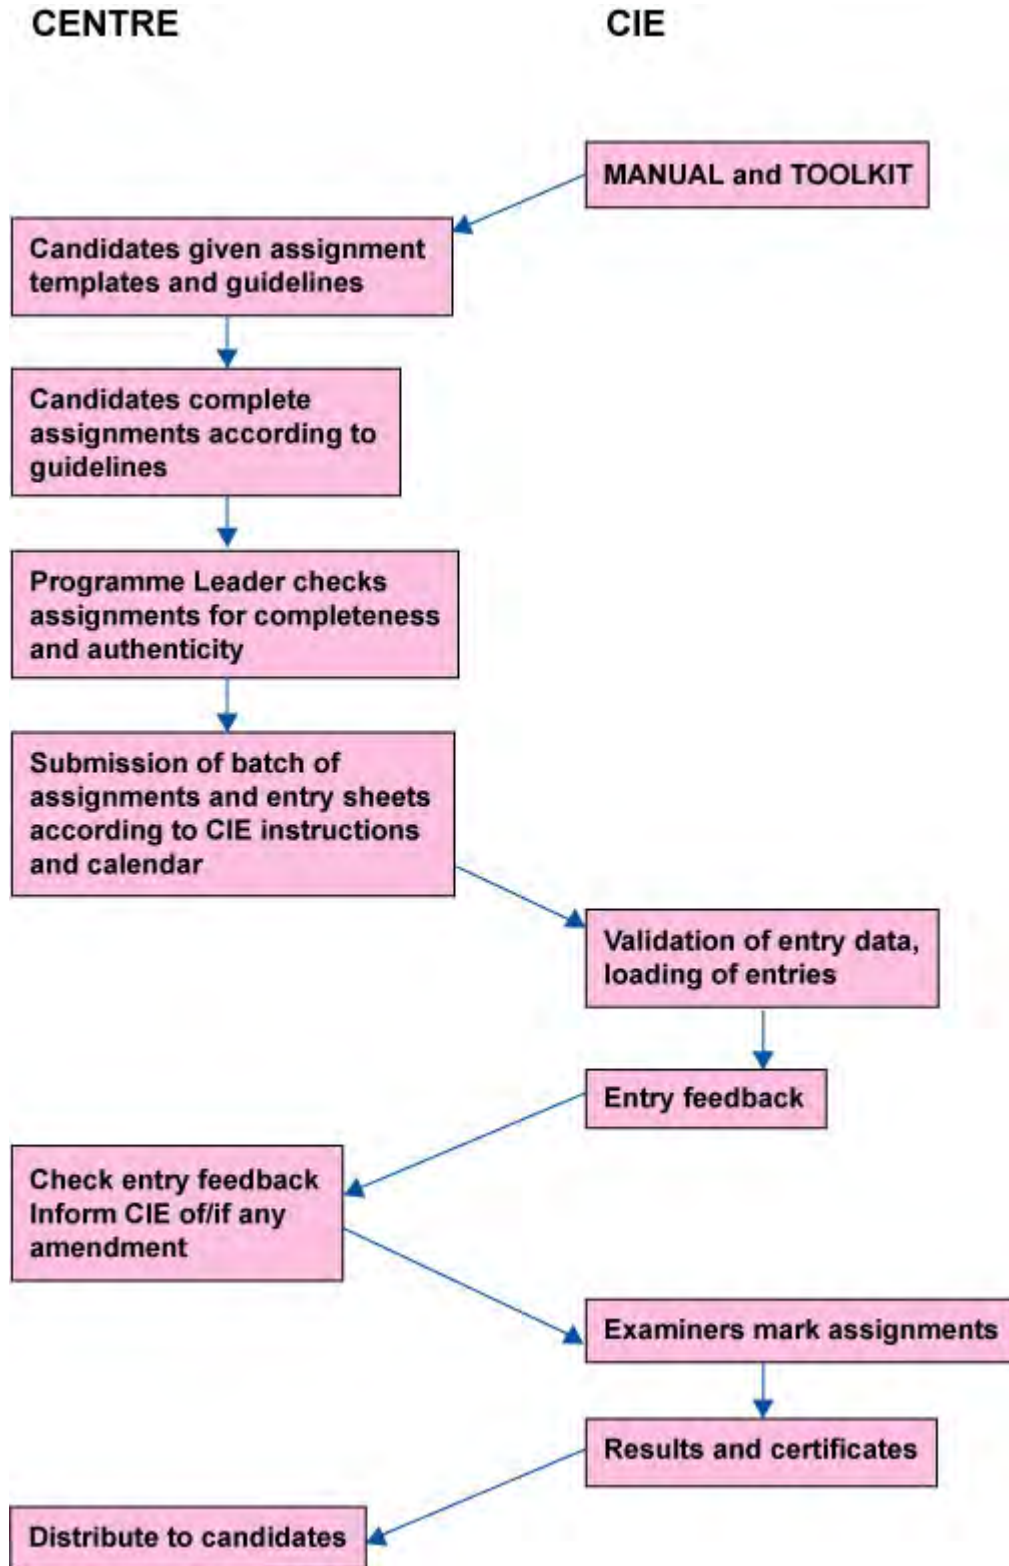 CENTRE
CIE
MANUAL and TOOLKIT
Candidates given assignment
templates and guidelines
Candidates complete
assignments according to
guidelines
Programme Leader checks
assignments for completeness
and authenticity
Submission of batch of
assignments and entry sheets
according to CIE instructions
and calendar
Validation of entry data,
loading of entries
Entry feedback
Check entry feedback
Inform CIE of/if any
amendment
Examiners mark assignments
Results and certificates
Distribute to candidates